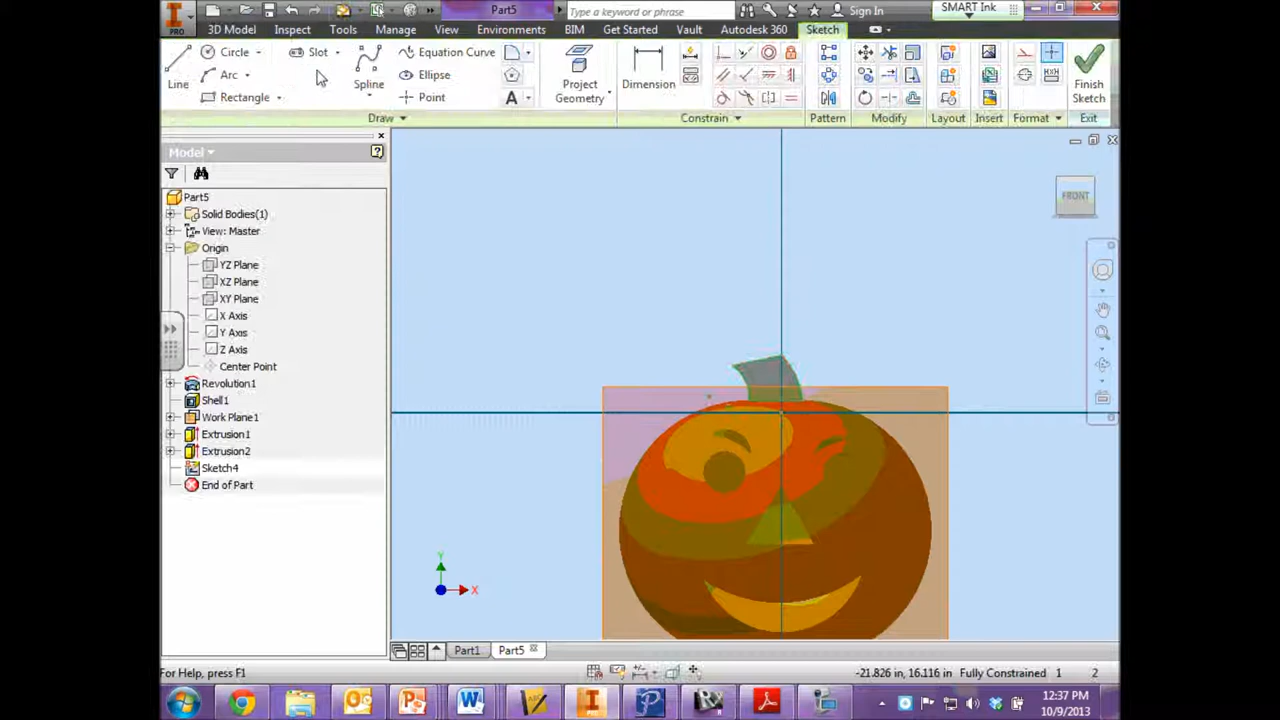 Part5
Type a keyword or phrase
Sign In
SMART Ink
PRO
3D Model Inspect Tools Manage View Environments BIM Get Started Vault Autodesk 360 Sketch
Line
Circle
Arc
Rectangle
Slot
Spline
Equation Curve
Ellipse
Point
A
Project
Geometry
Dimension
Finish
Sketch
Draw Constrain Pattern Modify Layout Insert Format Exit
Model
Part5
Solid Bodies(1)
View: Master
Origin
YZ Plane
XZ Plane
XY Plane
X Axis
Y Axis
Z Axis
Center Point
Revolution1
Shell1
Work Plane1
Extrusion1
Extrusion2
Sketch4
End of Part
FRONT
Y
X
Part1 Part5
For Help, press F1
-21.826 in, 16.116 in Fully Constrained 1 2
12:37 PM
10/9/2013